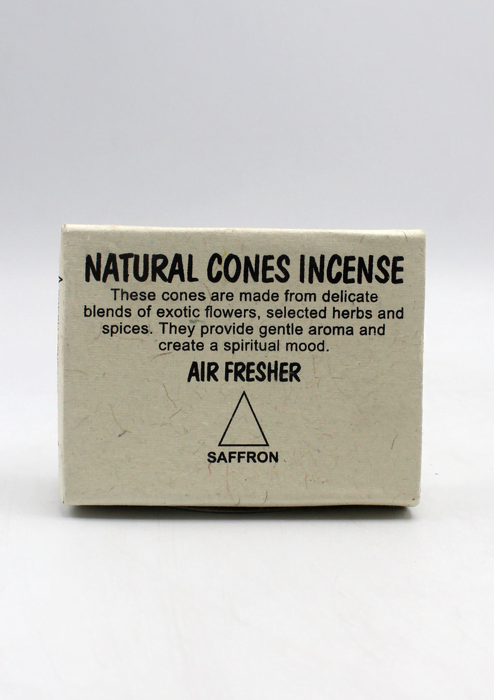 NATURAL CONES INCENSE
These cones are made from delicate
blends of exotic flowers, selected herbs and
spices. They provide gentle aroma and
create a spiritual mood.
AIR FRESHER
SAFFRON